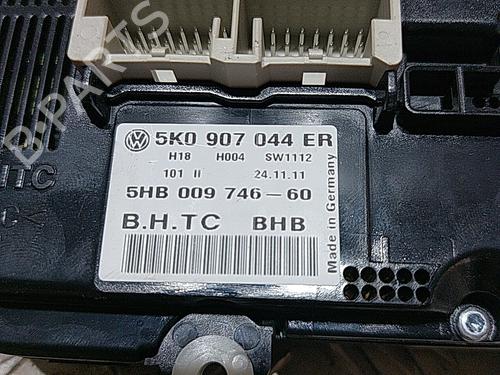 B-PARTS
5K0 907 044 ER
H18 H004 SW1112
101 II 24.11.11
5HB 009 746-60
B.H.TC BHB
Made in Germany